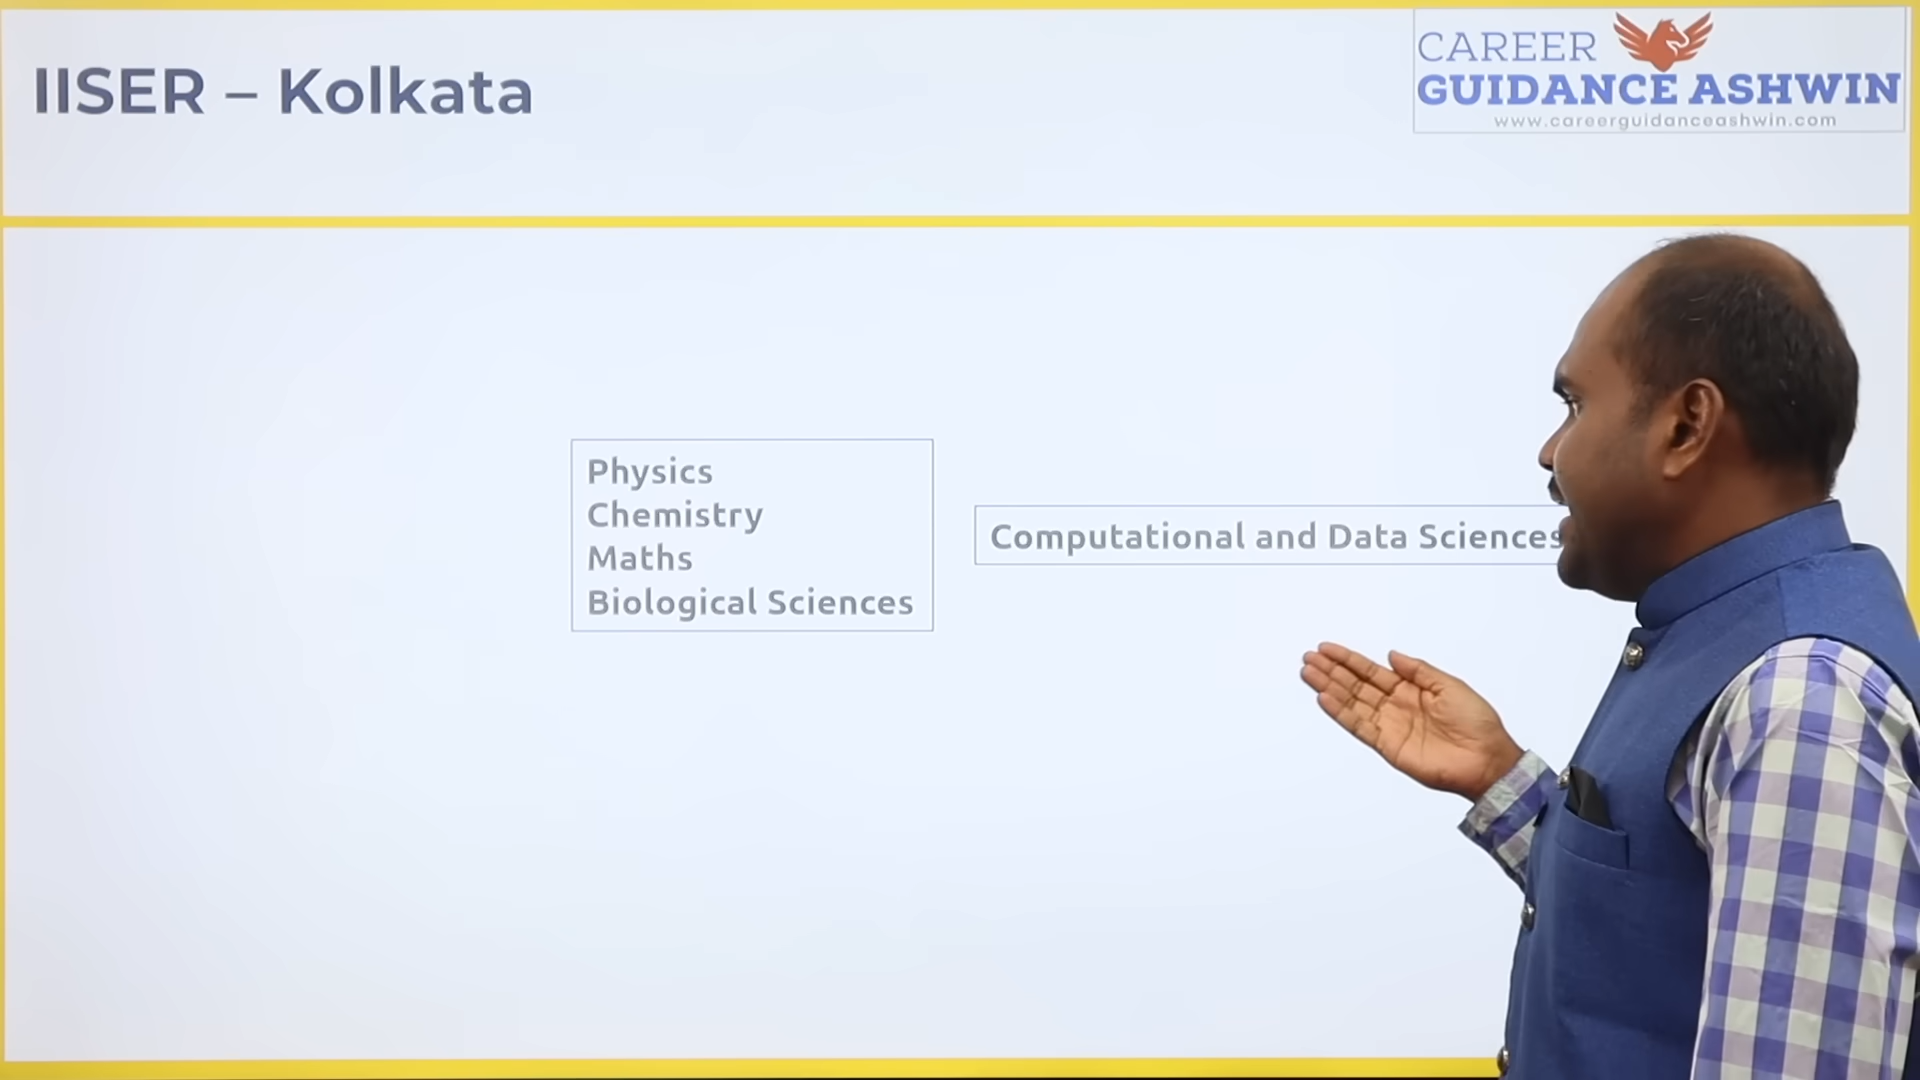 IISER – Kolkata
CAREER
GUIDANCE ASHWIN
www.careerguidanceashwin.com
Physics
Chemistry
Maths
Biological Sciences
Computational and Data Sciences